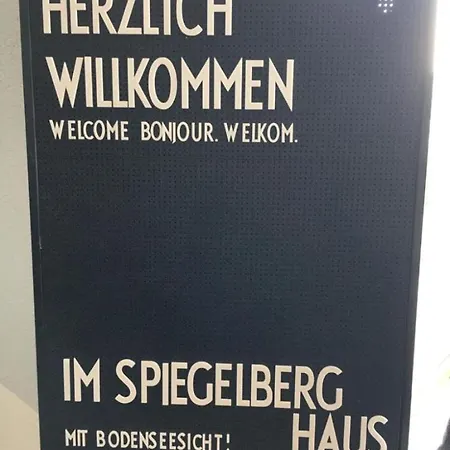 HERZLICH
WILLKOMMEN
WELCOME BONJOUR. WELKOM.
IM SPIEGELBERG
HAUS
MIT BODENSEESICHT!